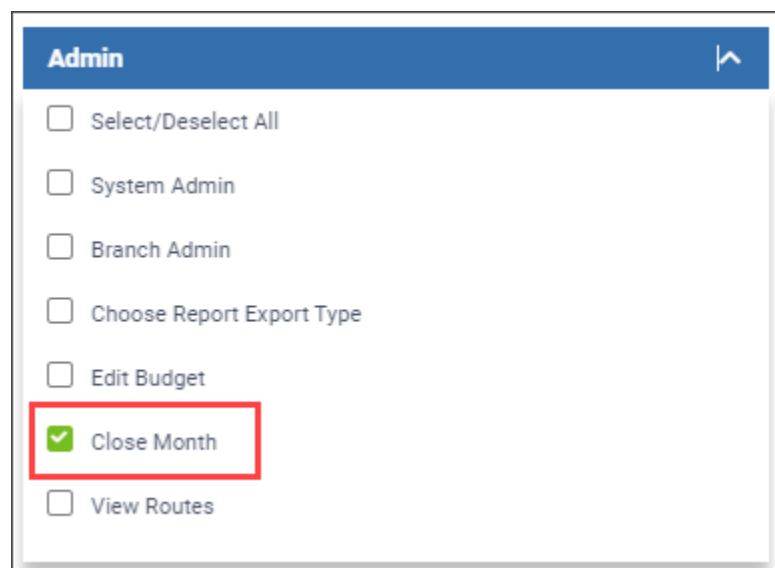 Admin
Select/Deselect All
System Admin
Branch Admin
Choose Report Export Type
Edit Budget
Close Month
View Routes